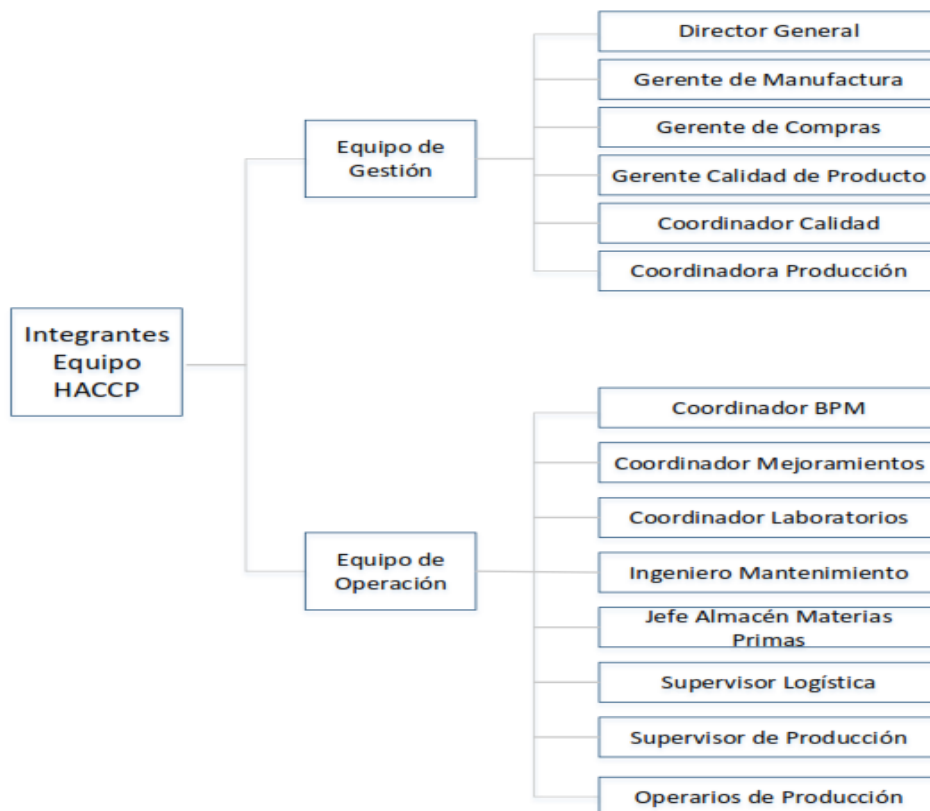 Director General
Gerente de Manufactura
Gerente de Compras
Equipo de
Gestión
Gerente Calidad de Producto
Coordinador Calidad
Coordinadora Producción
Integrantes
Equipo
HACCP
Coordinador BPM
Coordinador Mejoramientos
Coordinador Laboratorios
Equipo de
Operación
Ingeniero Mantenimiento
Jefe Almacén Materias
Primas
Supervisor Logística
Supervisor de Producción
Operarios de Producción